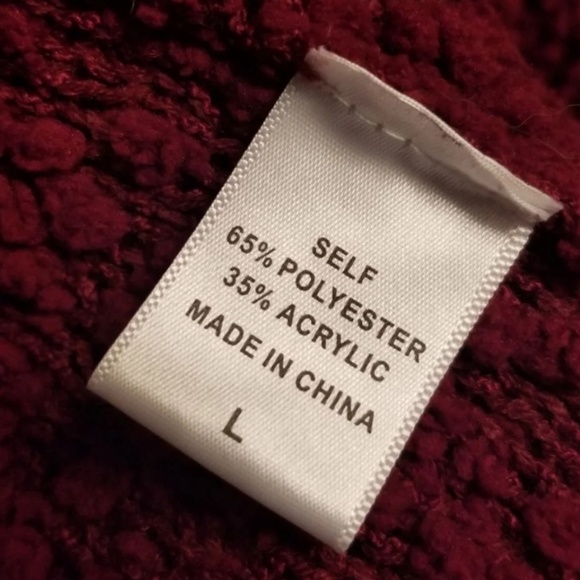 SELF
65% POLYESTER
35% ACRYLIC
MADE IN CHINA
L